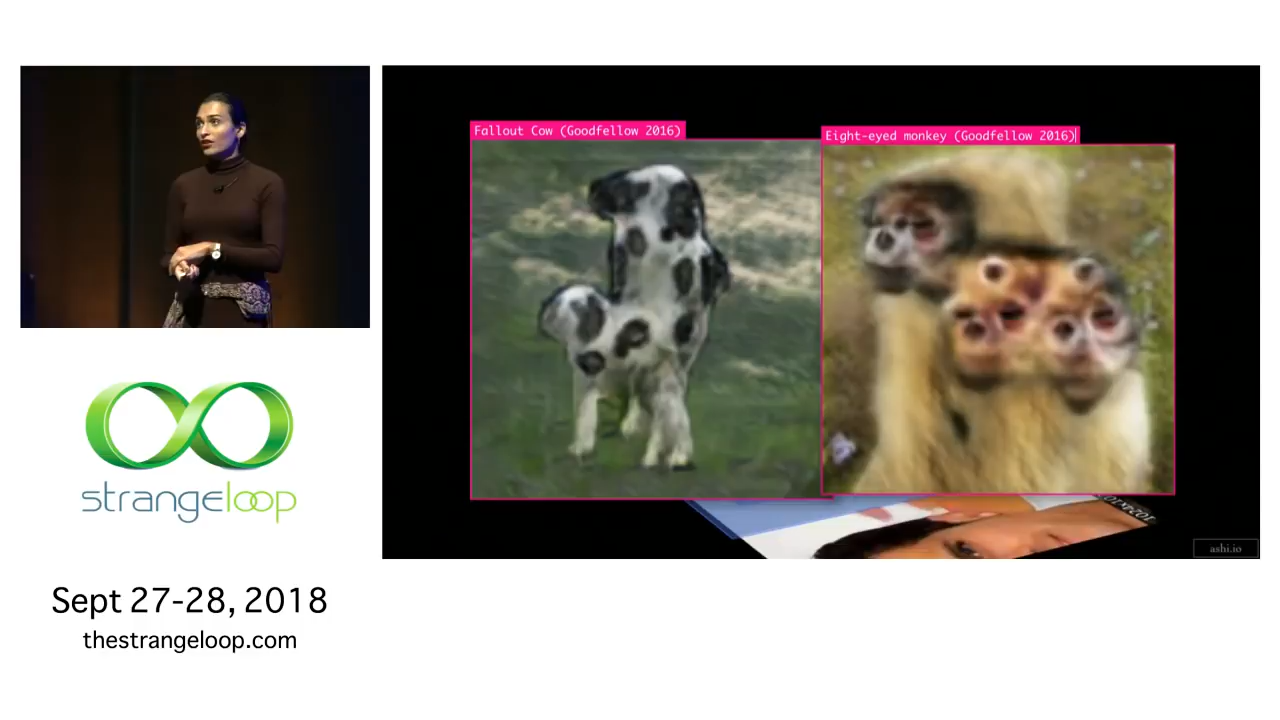 Fallout Cow (Goodfellow 2016)
Eight-eyed monkey (Goodfellow 2016)
ashi.io
strangeloop
Sept 27-28, 2018
thestrangeloop.com